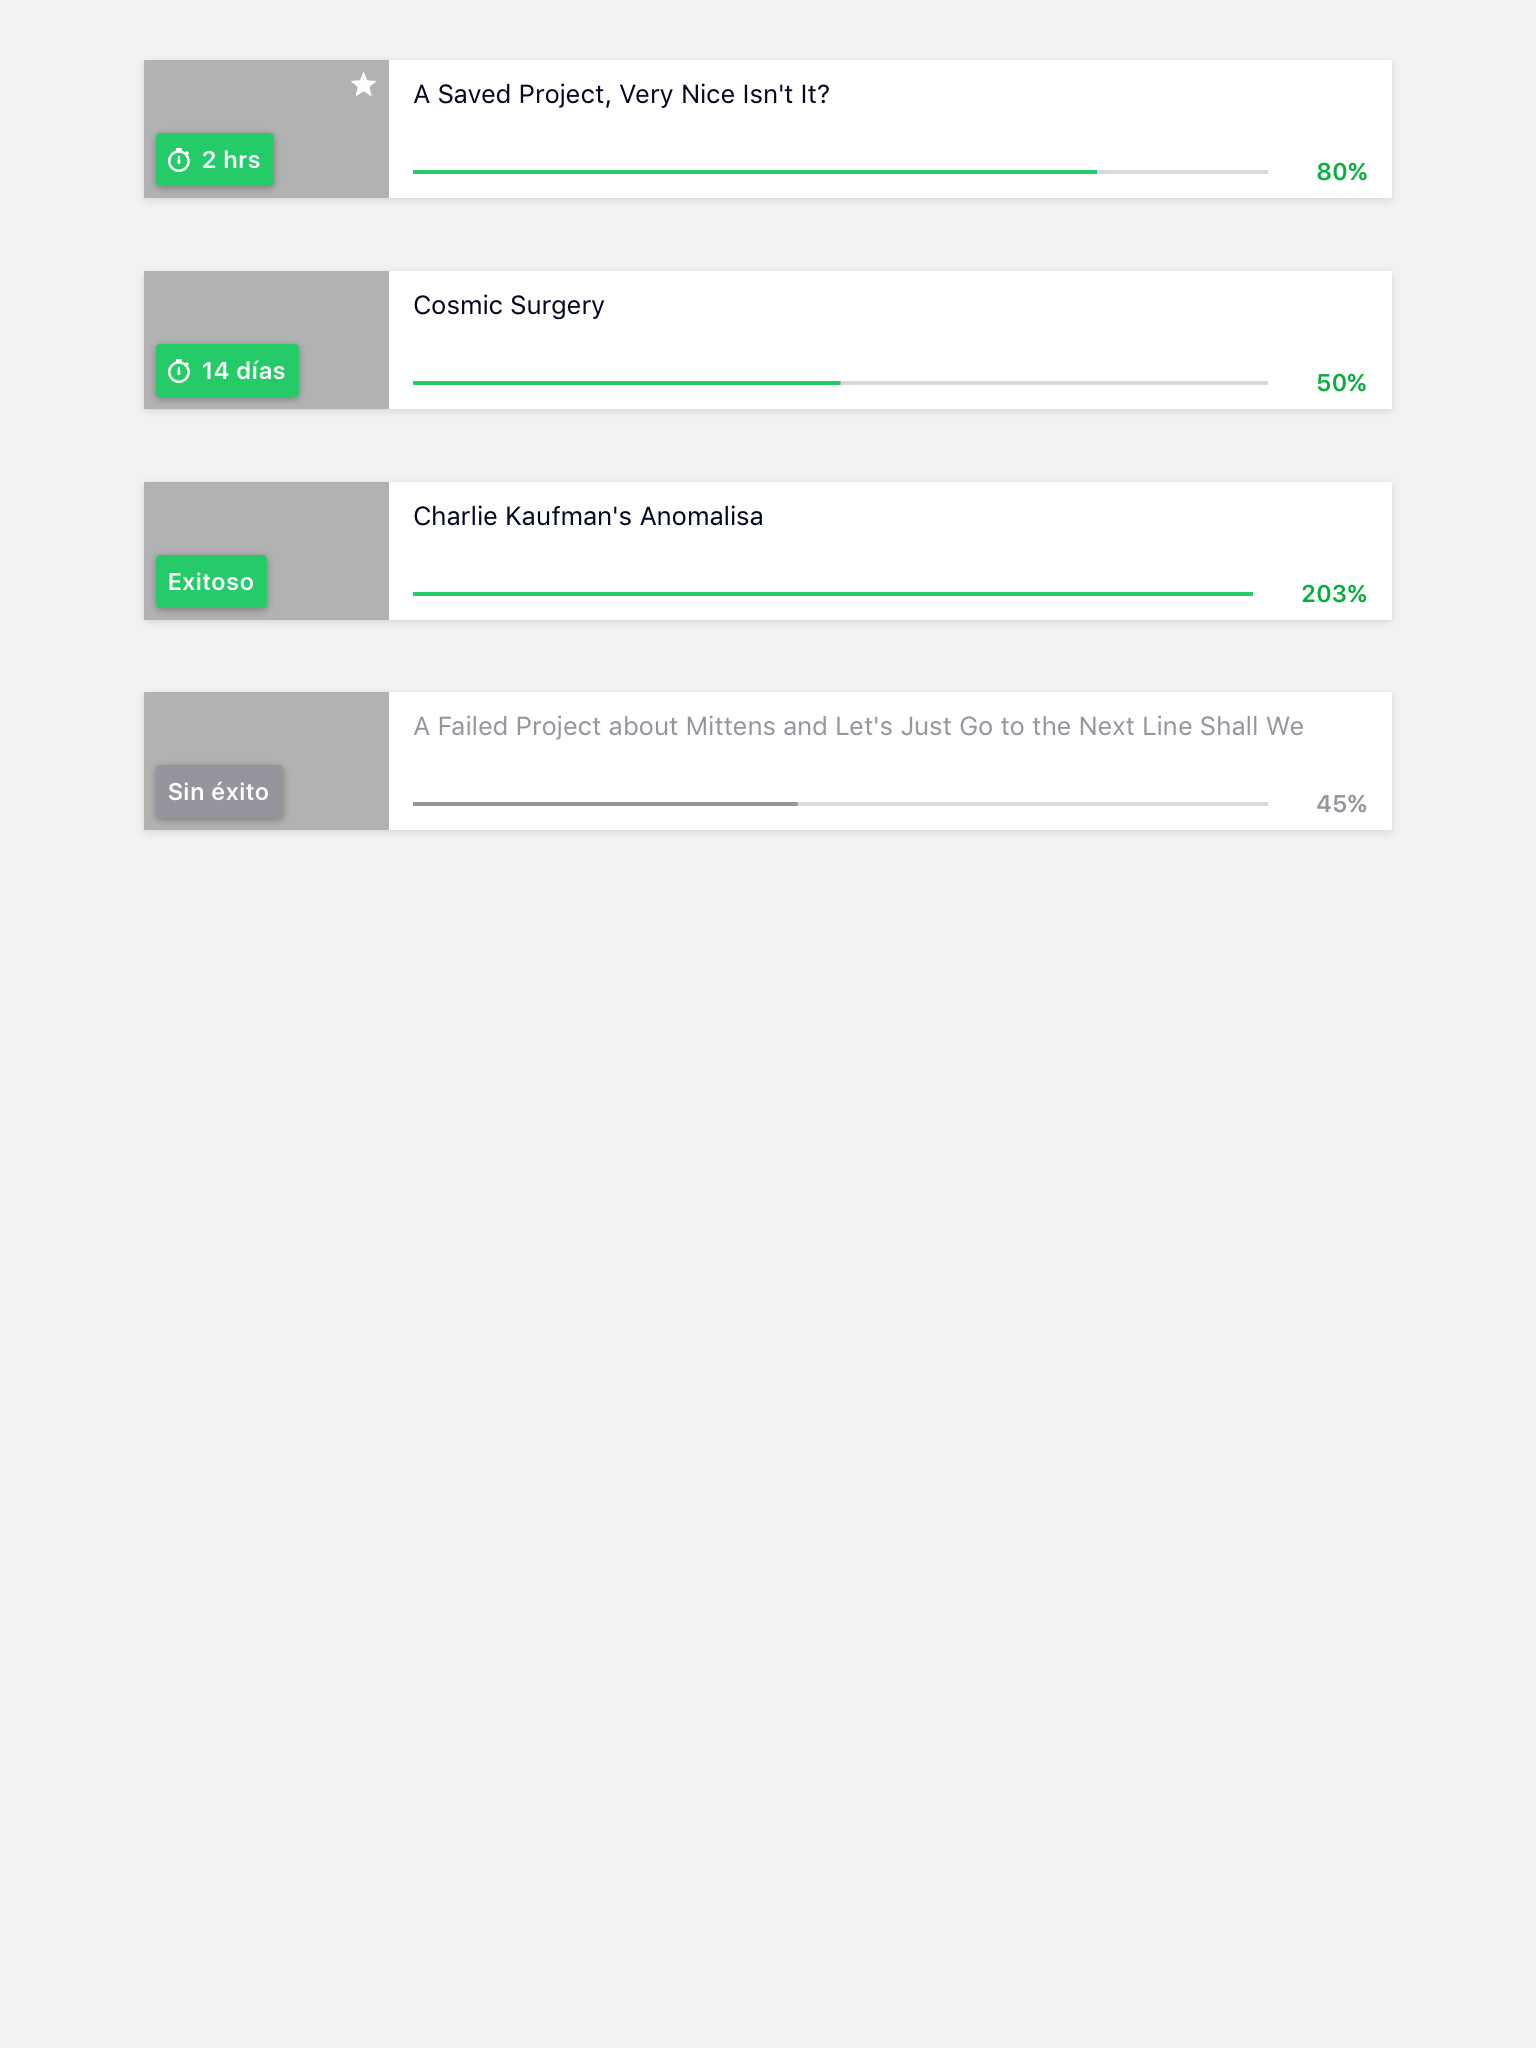 A Saved Project, Very Nice Isn't It?
2 hrs
80%
Cosmic Surgery
14 días
50%
Charlie Kaufman's Anomalisa
Exitoso
203%
A Failed Project about Mittens and Let's Just Go to the Next Line Shall We
Sin éxito
45%